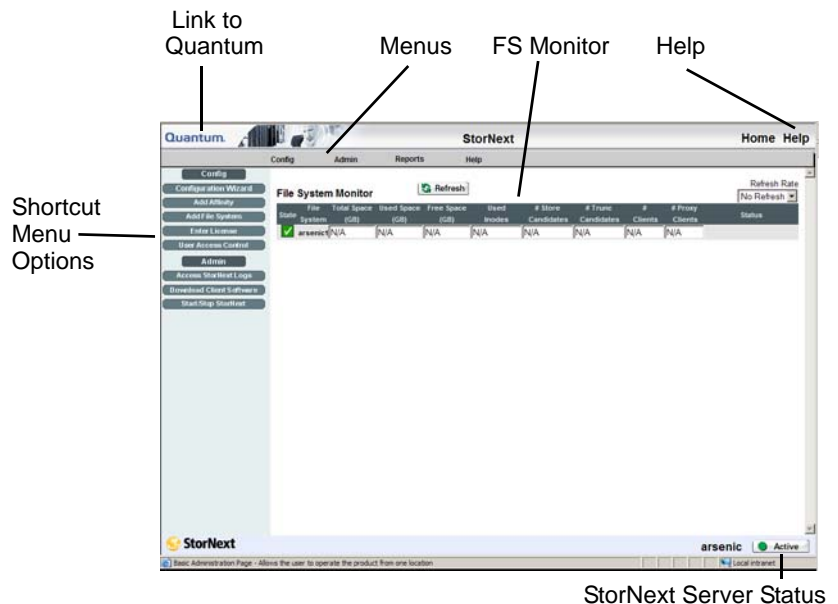 Link to
Quantum
Menus
FS Monitor
Help
Quantum.
StorNext
Home Help
Config Admin Reports Help
Config
Configuration Wizard
Add Affinity
Add File System
Enter License
User Access Control
Admin
Access StorNext Logs
Download Client Software
Start/Stop StorNext
Shortcut
Menu
Options
File System Monitor
Refresh
Refresh Rate
No Refresh
State File System Total Space (GB) Used Space (GB) Free Space (GB) Used Inodes # Store Candidates # Trunc Candidates # Clients # Proxy Clients Status
arsenic1 N/A N/A N/A N/A N/A N/A N/A N/A
StorNext
arsenic Active
Basic Administration Page - Allows the user to operate the product from one location
Local intranet
StorNext Server Status